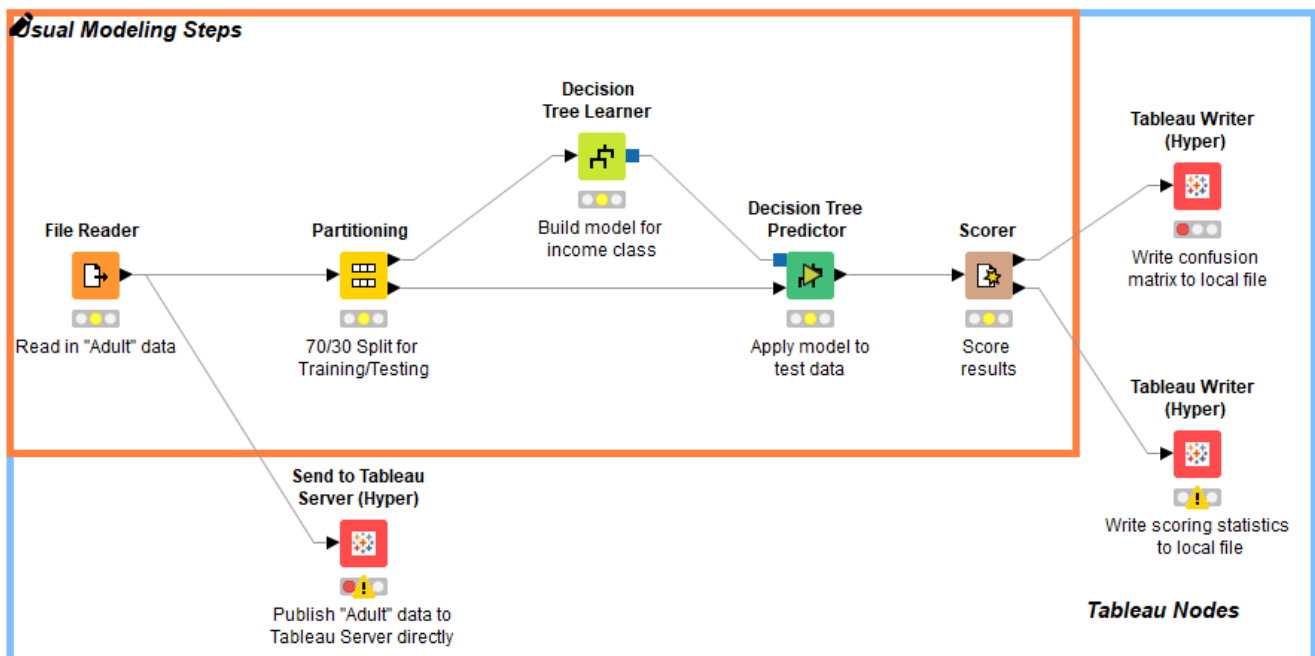 Usual Modeling Steps
Decision
Tree Learner
Build model for
income class
File Reader
Read in "Adult" data
Partitioning
70/30 Split for
Training/Testing
Decision Tree
Predictor
Apply model to
test data
Scorer
Score
results
Tableau Writer
(Hyper)
Write confusion
matrix to local file
Tableau Writer
(Hyper)
Write scoring statistics
to local file
Send to Tableau
Server (Hyper)
Publish "Adult" data to
Tableau Server directly
Tableau Nodes